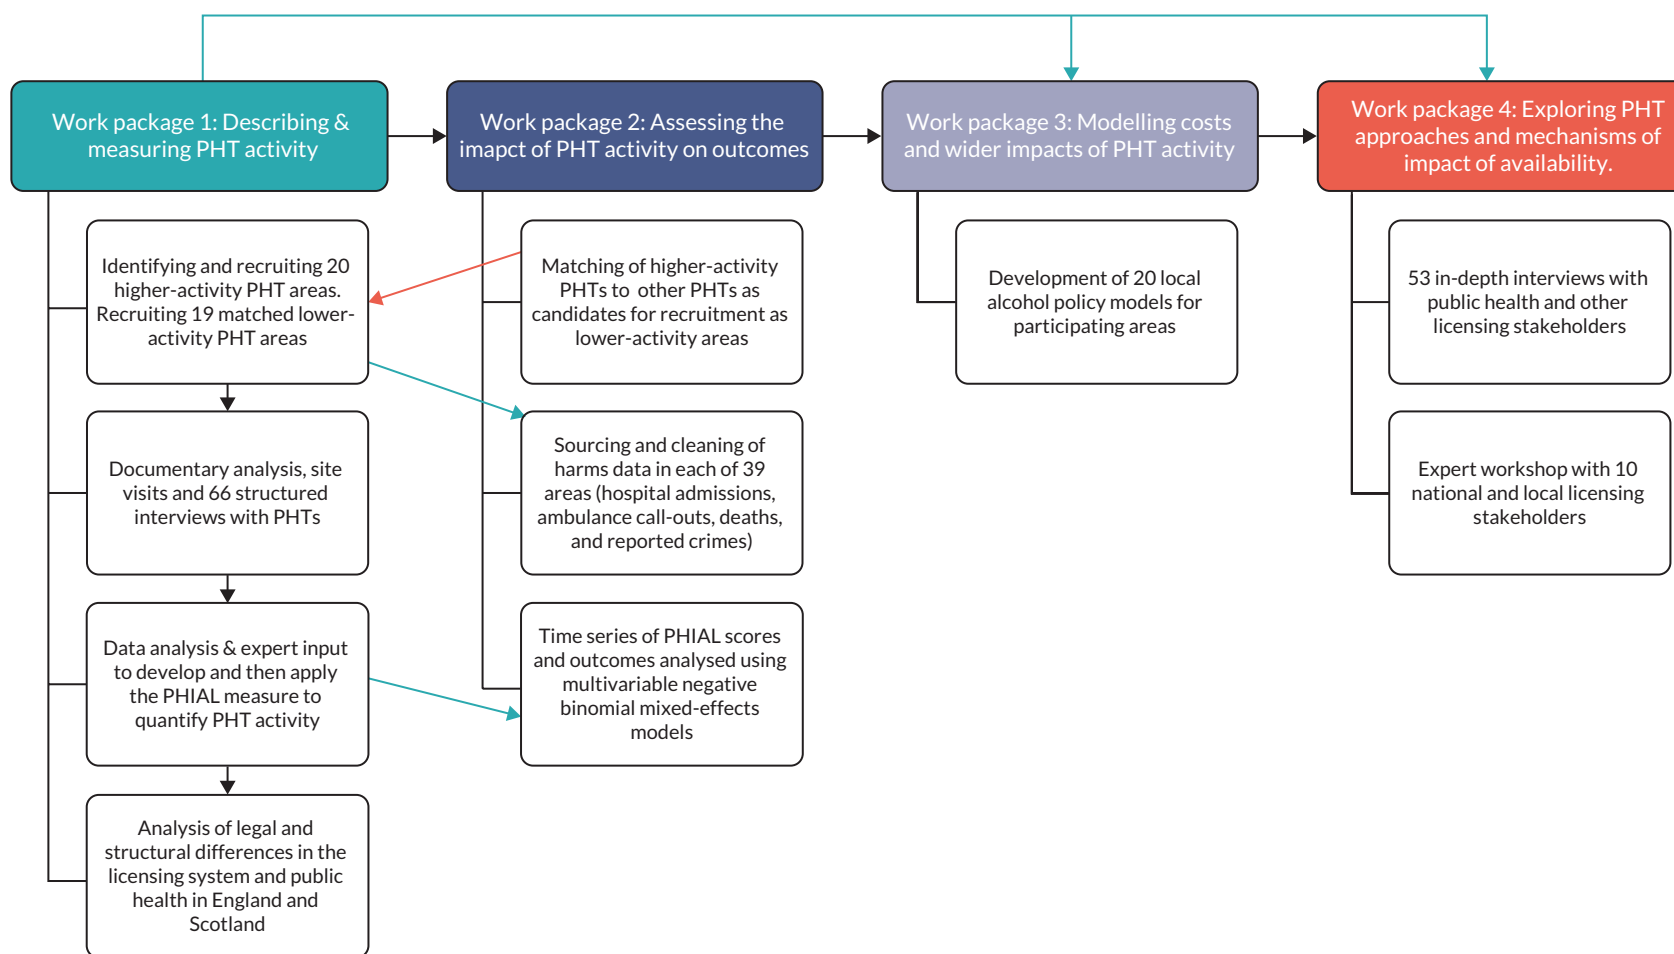 Work package 1: Describing &
measuring PHT activity
Identifying and recruiting 20
higher-activity PHT areas.
Recruiting 19 matched lower-
activity PHT areas
Documentary analysis, site
visits and 66 structured
interviews with PHTs
Data analysis & expert input
to develop and then apply
the PHIAL measure to
quantify PHT activity
Analysis of legal and
structural differences in the
licensing system and public
health in England and
Scotland
Work package 2: Assessing the
imapct of PHT activity on outcomes
Matching of higher-activity
PHTs to other PHTs as
candidates for recruitment as
lower-activity areas
Sourcing and cleaning of
harms data in each of 39
areas (hospital admissions,
ambulance call-outs, deaths,
and reported crimes)
Time series of PHIAL scores
and outcomes analysed using
multivariable negative
binomial mixed-effects
models
Work package 3: Modelling costs
and wider impacts of PHT activity
Development of 20 local
alcohol policy models for
participating areas
Work package 4: Exploring PHT
approaches and mechanisms of
impact of availability.
53 in-depth interviews with
public health and other
licensing stakeholders
Expert workshop with 10
national and local licensing
stakeholders